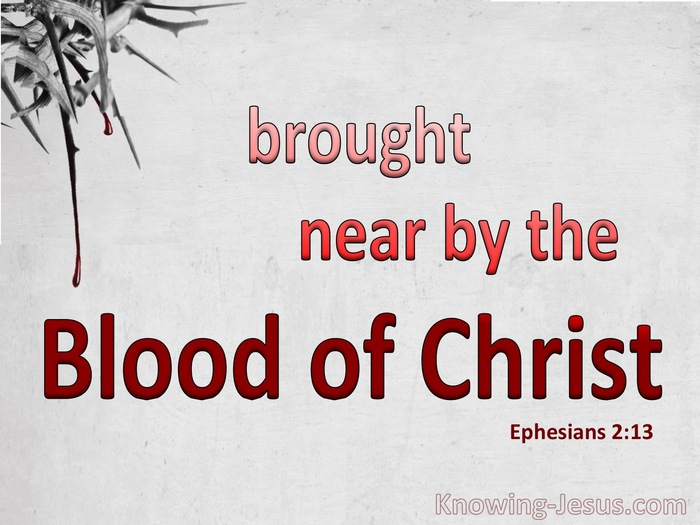 brought
near by the
Blood of Christ
Ephesians 2:13
Knowing-Jesus.com